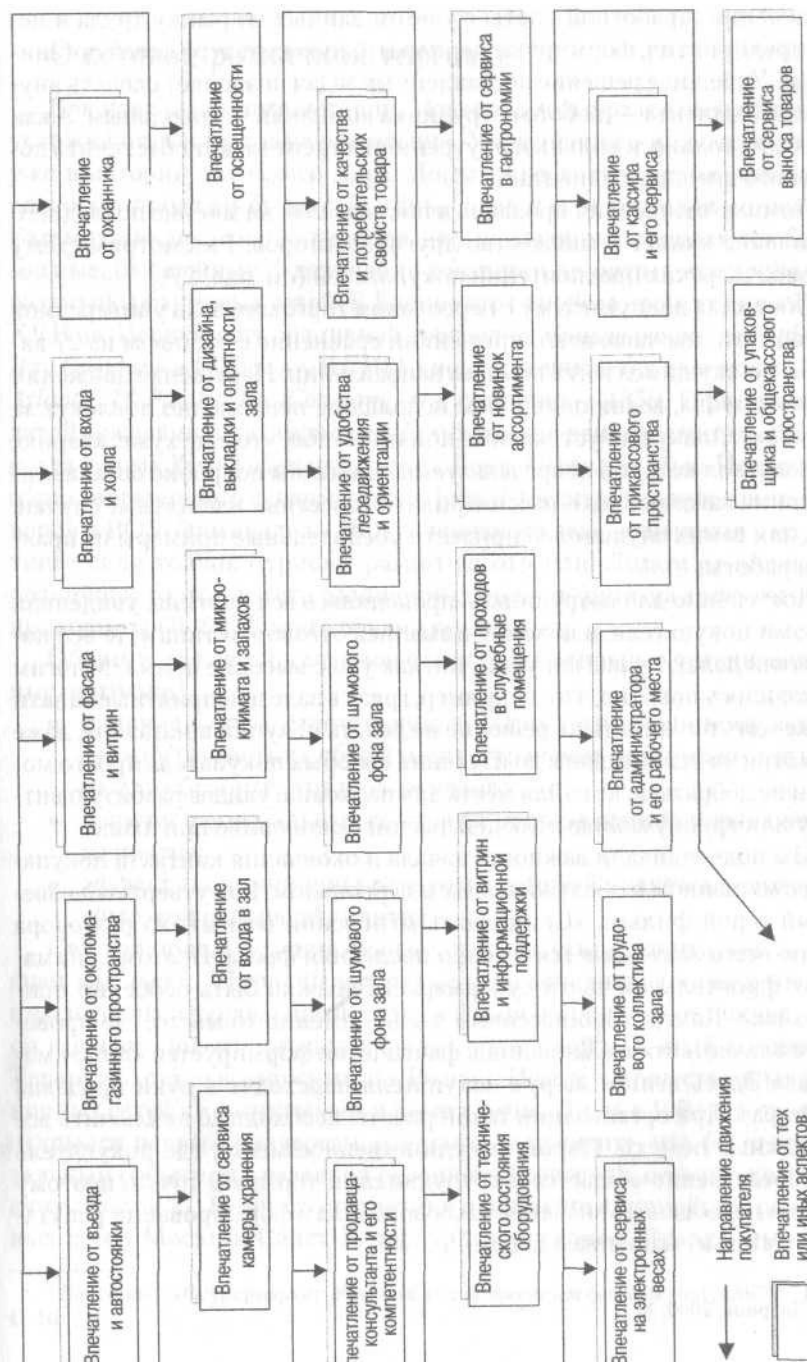 Впечатление от въезда
и автостоянки
Впечатление от околома-
газинного пространства
Впечатление от фасада
и витрин
Впечатление от входа
и холла
Впечатление
от охранника
Впечатление от сервиса
камеры хранения
Впечатление
от входа в зал
Впечатление от микро-
климата и запахов
Впечатление от дизайна,
выкладки и опрятности
зала
Впечатление
от освещенности
Впечатление от продавца-
консультанта и его
компетентности
Впечатление от шумового
фона зала
Впечатление от шумового
фона зала
Впечатление от удобства
передвижения
и ориентации
Впечатление от качества
и потребительских
свойств товара
Впечатление от техниче-
ского состояния
оборудования
Впечатление от витрин
и информационной
поддержки
Впечатление от проходов
в служебные
помещения
Впечатление
от новинок
ассортимента
Впечатление от сервиса
в гастрономии
Впечатление от сервиса
на электронных
весах
Впечатление от трудо-
вого коллектива
зала
Впечатление
от администратора
и его рабочего места
Впечатление
от прикассового
пространства
Впечатление
от кассира
и его сервиса
Впечатление от упаков-
щика и общекассового
пространства
Впечатление
от сервиса
выноса товаров
Направление движения
покупателя
Впечатление от тех
или иных аспектов